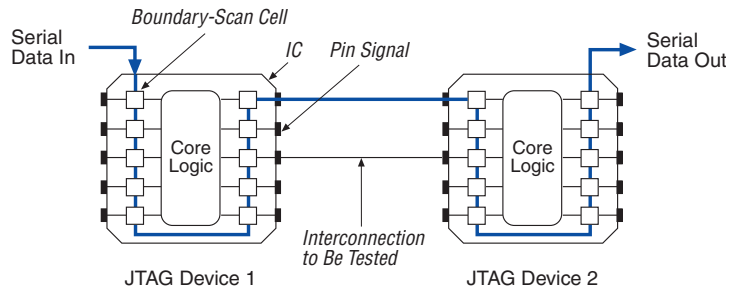 Boundary-Scan Cell
Serial
Data In
IC
Pin Signal
Serial
Data Out
Core
Logic
Core
Logic
Interconnection
to Be Tested
JTAG Device 1
JTAG Device 2